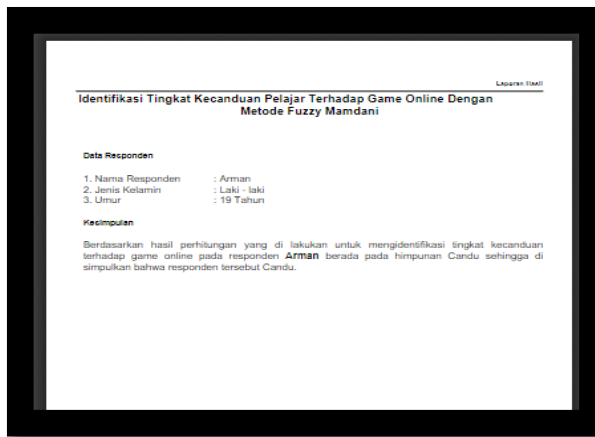 Laporan Hasil
Identifikasi Tingkat Kecanduan Pelajar Terhadap Game Online Dengan
Metode Fuzzy Mamdani
Data Responden
1. Nama Responden : Arman
2. Jenis Kelamin : Laki - laki
3. Umur : 19 Tahun
Kesimpulan
Berdasarkan hasil perhitungan yang di lakukan untuk mengidentifikasi tingkat kecanduan
terhadap game online pada responden Arman berada pada himpunan Candu sehingga di
simpulkan bahwa responden tersebut Candu.